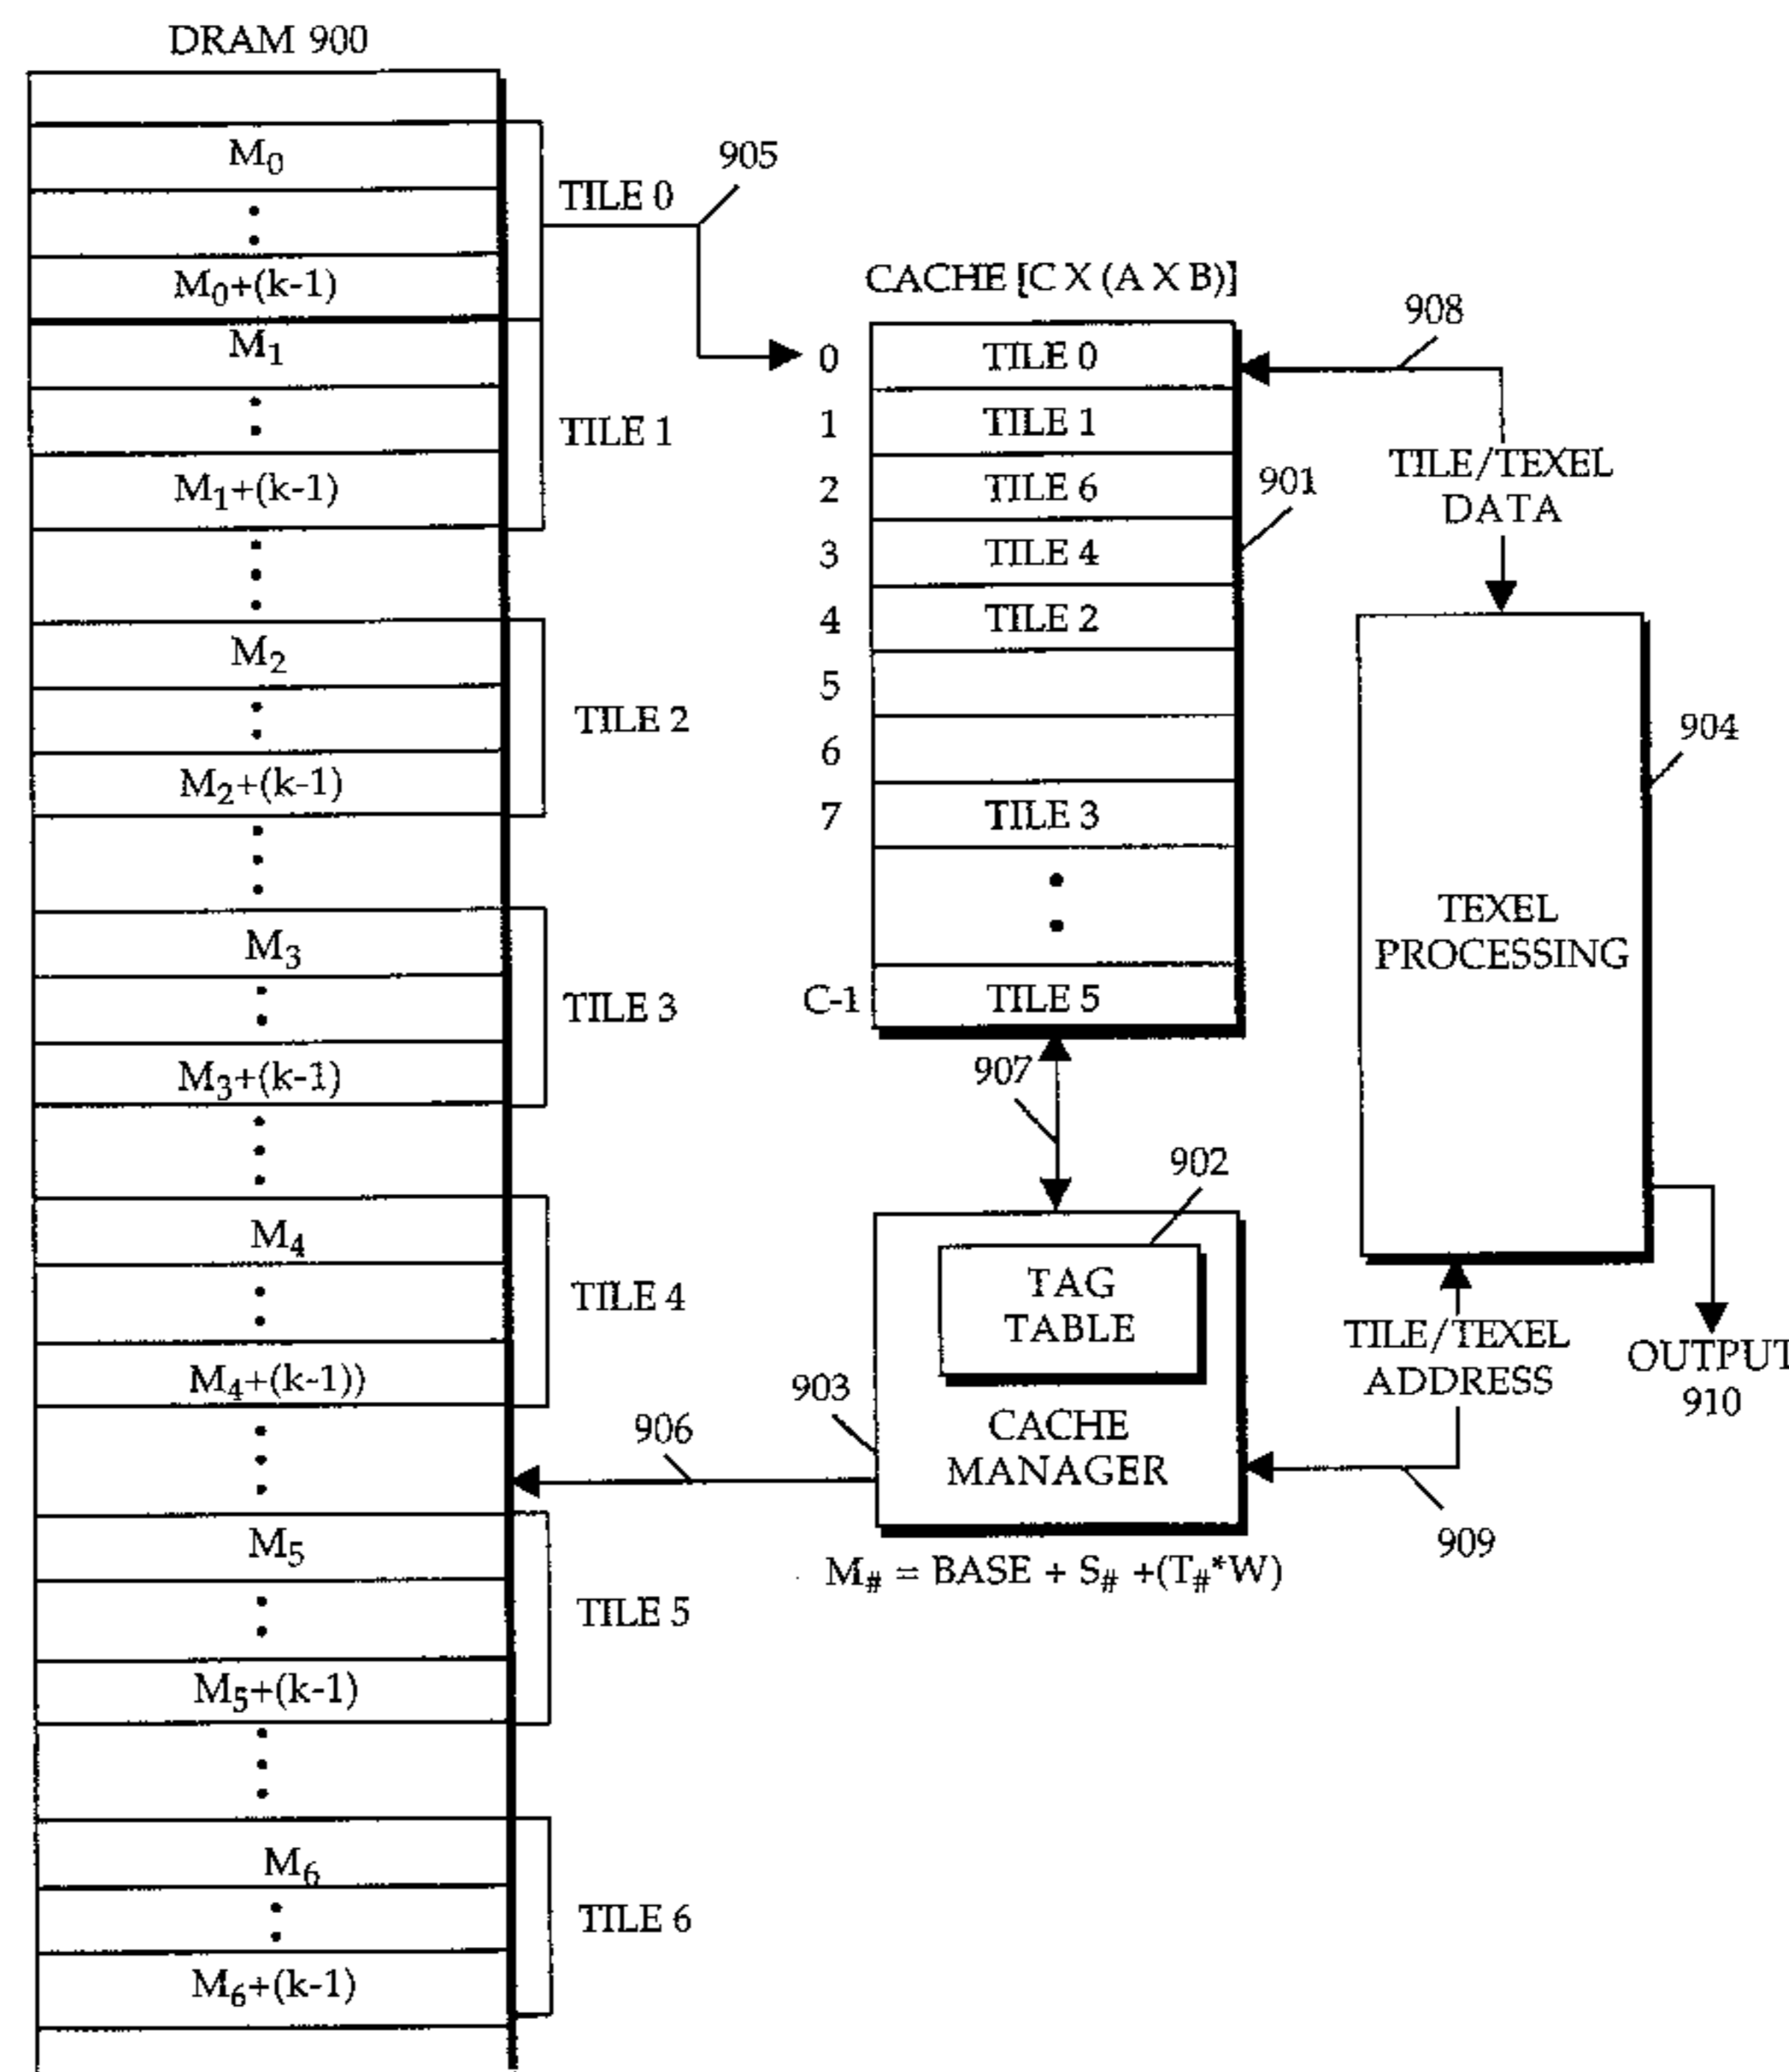 DRAM 900
M0
M0+(k-1)
M1
M1+(k-1)
M2
M2+(k-1)
M3
M3+(k-1)
M4
M4+(k-1))
M5
M5+(k-1)
M6
M6+(k-1)
TILE 0
TILE 1
TILE 2
TILE 3
TILE 4
TILE 5
TILE 6
905
CACHE [C X (A X B)]
0 TILE 0
1 TILE 1
2 TILE 6
3 TILE 4
4 TILE 2
5
6
7 TILE 3
C-1 TILE 5
901
908
TILE/TEXEL
DATA
904
TEXEL
PROCESSING
907
902
TAG
TABLE
903
CACHE
MANAGER
906
M# = BASE + S# +(T#*W)
TILE/TEXEL
ADDRESS
909
OUTPUT
910